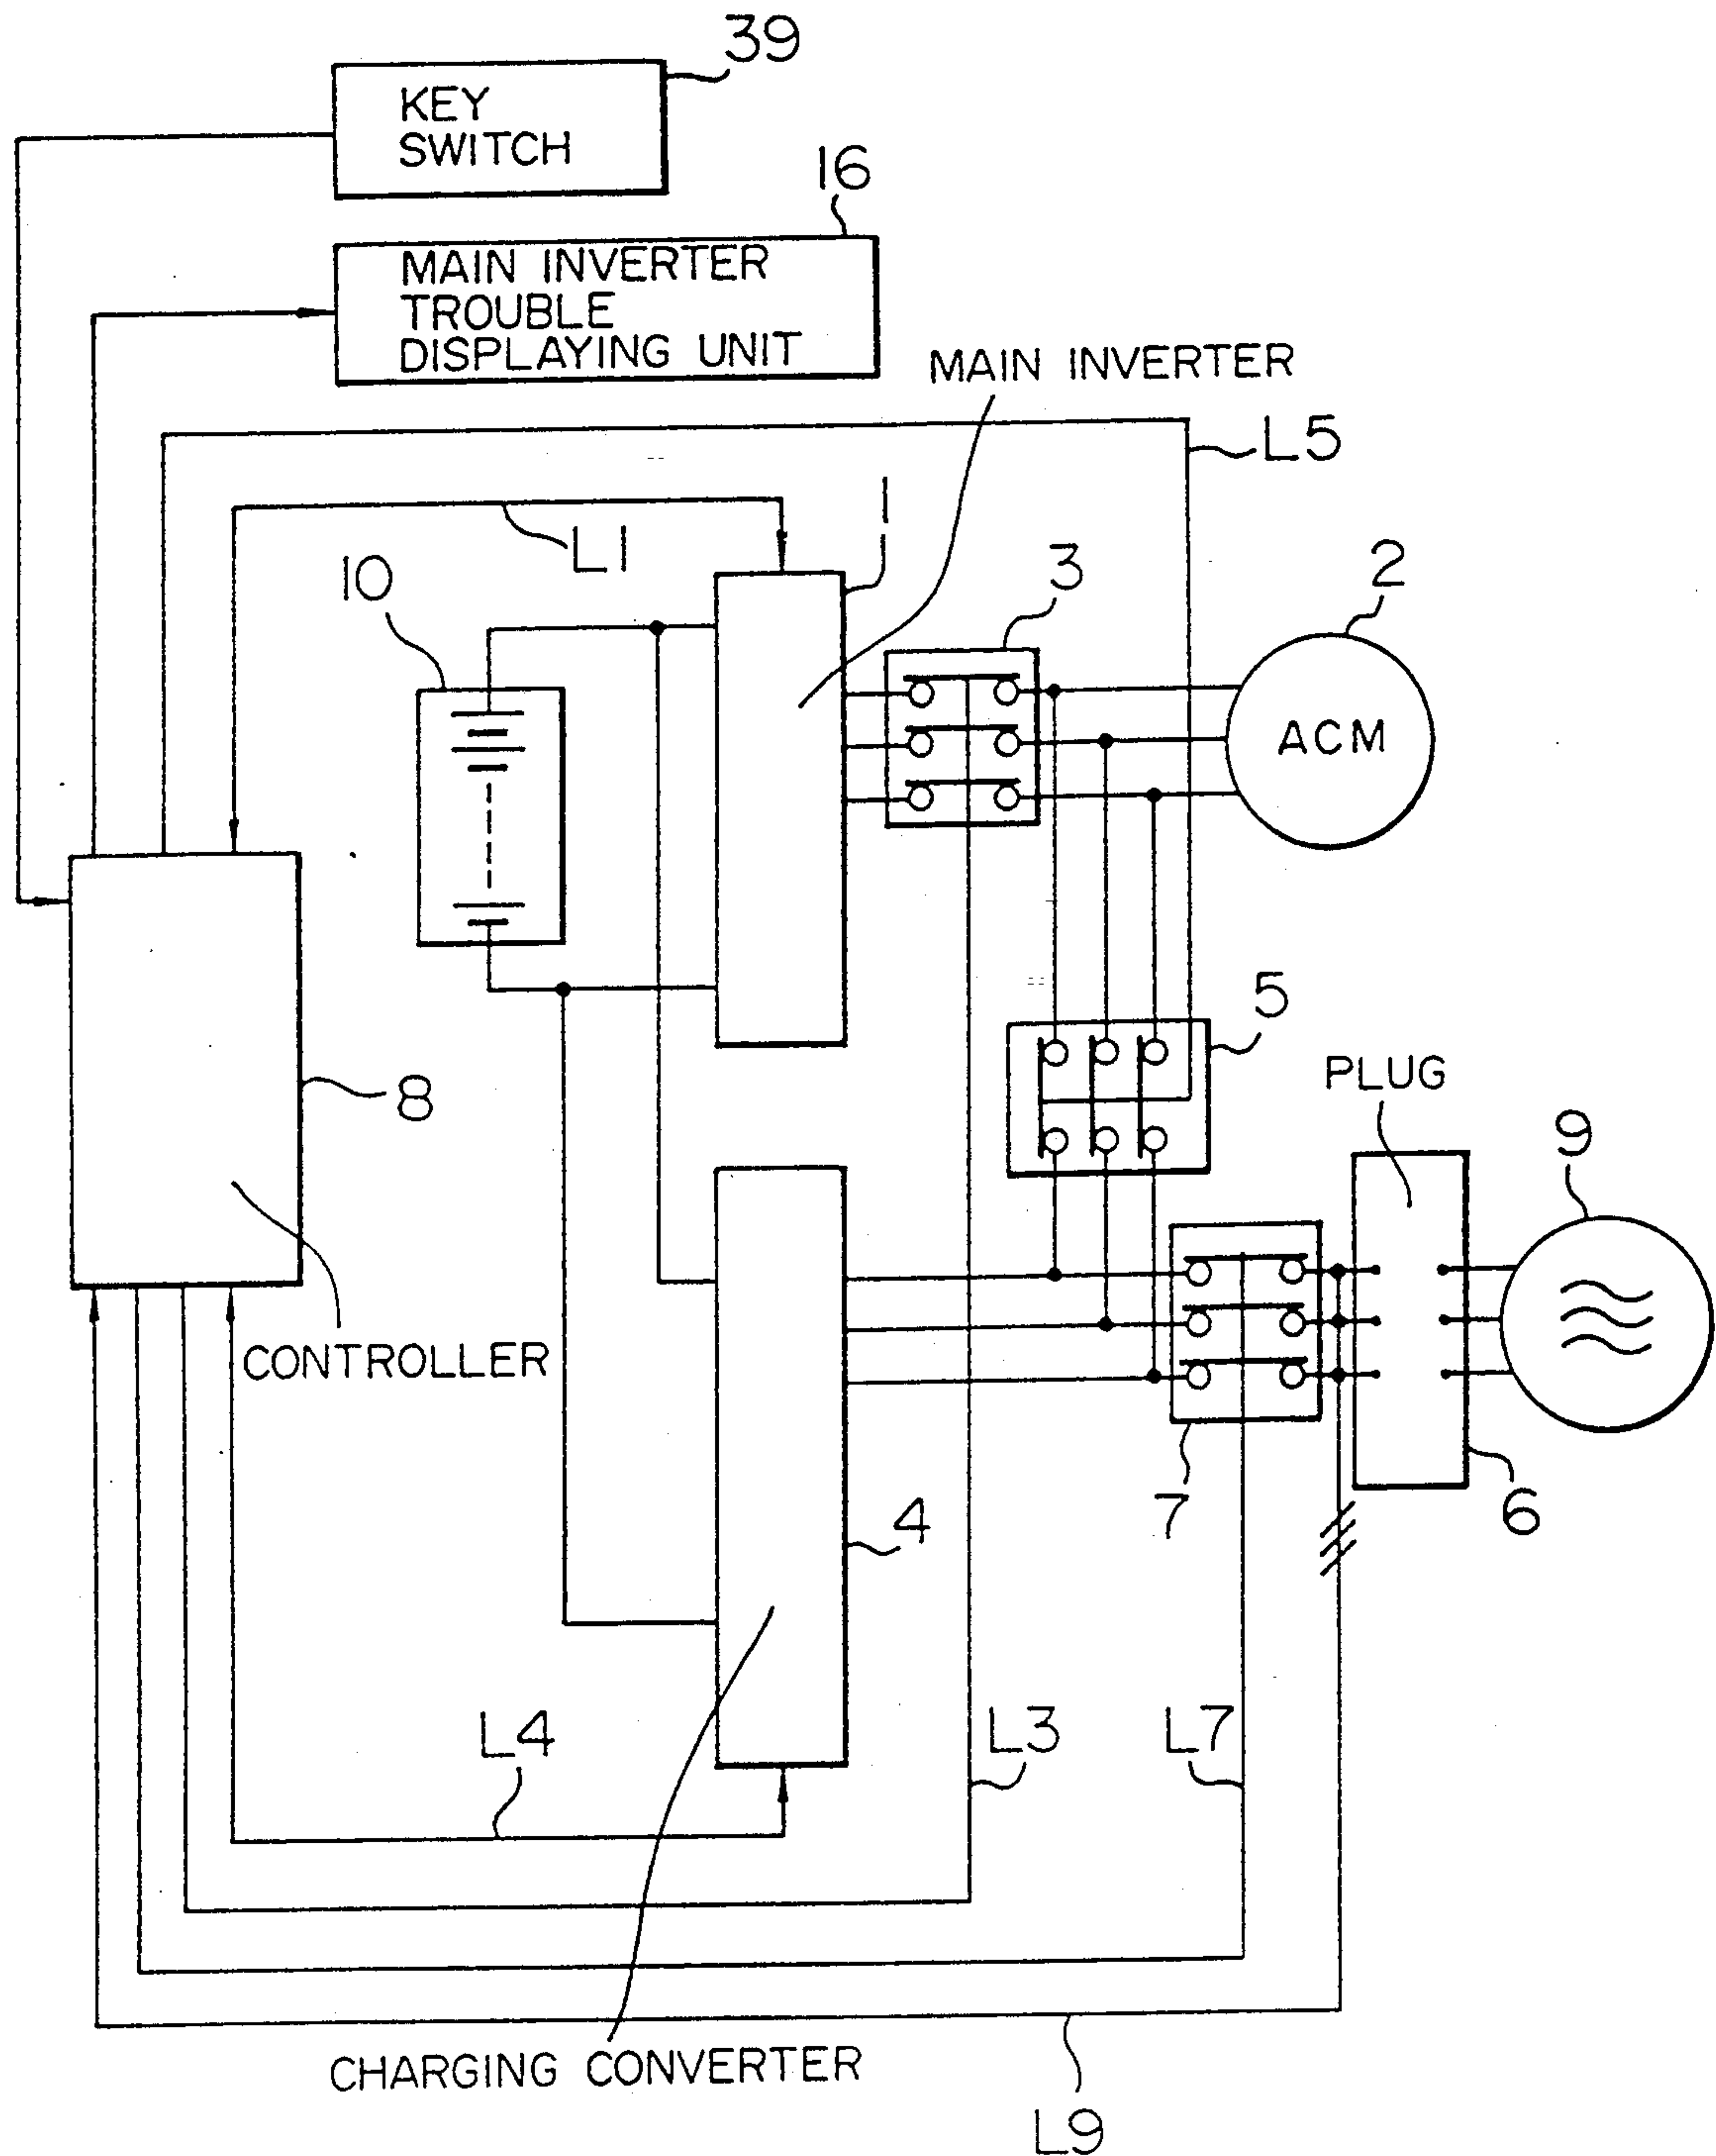 39
KEY
SWITCH
16
MAIN INVERTER
TROUBLE
DISPLAYING UNIT
MAIN INVERTER
L5
L1
1
10
3
2
ACM
8
5
PLUG
9
CONTROLLER
7
6
4
L4
L3
L7
CHARGING CONVERTER
L9